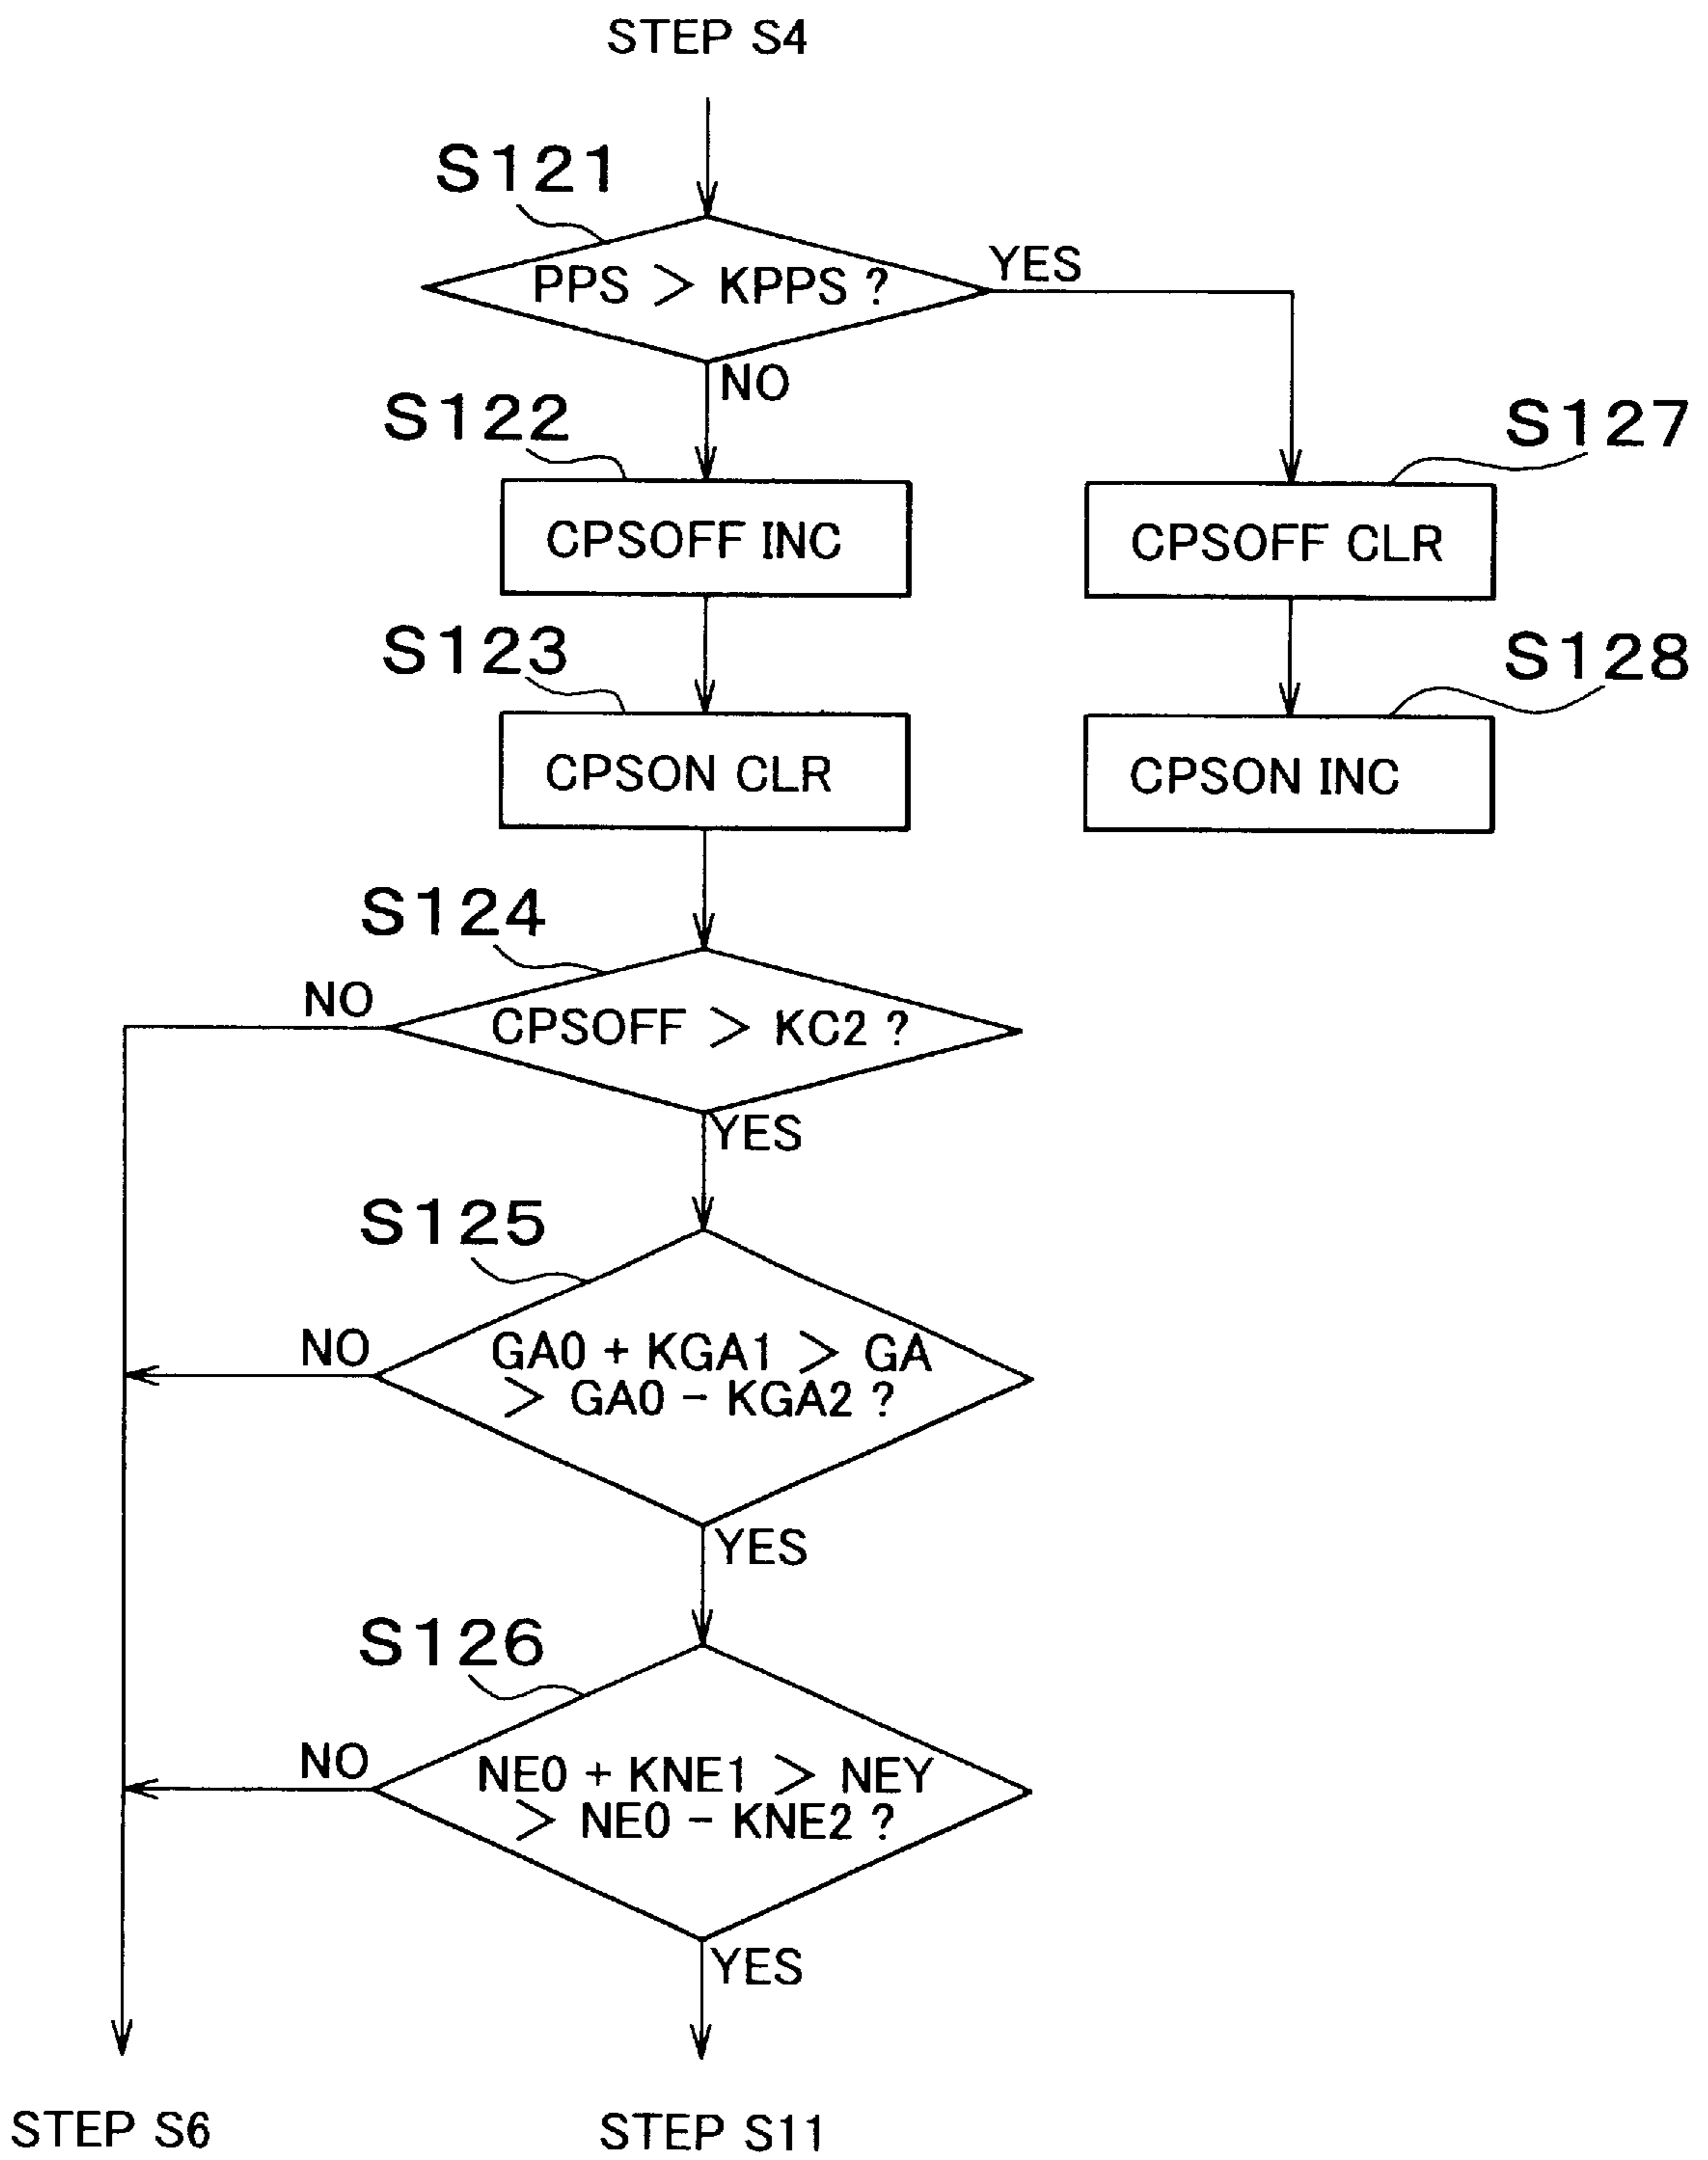 STEP S4
S121
PPS > KPPS ?
YES
NO
S122
CPSOFF INC
S127
CPSOFF CLR
S123
CPSON CLR
S128
CPSON INC
S124
NO
CPSOFF > KC2 ?
YES
S125
NO
GA0 + KGA1 > GA
> GA0 - KGA2 ?
YES
S126
NO
NE0 + KNE1 > NEY
> NE0 - KNE2 ?
YES
STEP S6
STEP S11